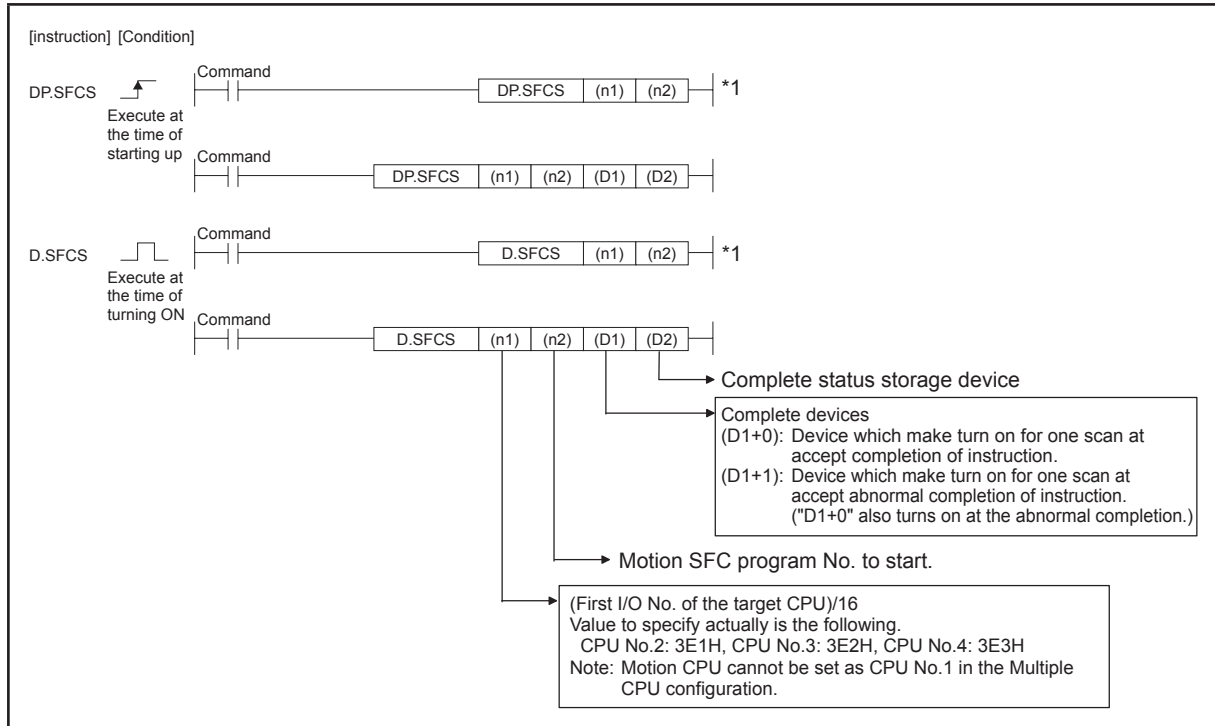 [instruction] [Condition]
DP.SFCS
Execute at
the time of
starting up
Command
DP.SFCS (n1) (n2) *1
Command
DP.SFCS (n1) (n2) (D1) (D2)
D.SFCS
Execute at
the time of
turning ON
Command
D.SFCS (n1) (n2) *1
Command
D.SFCS (n1) (n2) (D1) (D2)
Complete status storage device
Complete devices
(D1+0): Device which make turn on for one scan at
accept completion of instruction.
(D1+1): Device which make turn on for one scan at
accept abnormal completion of instruction.
("D1+0" also turns on at the abnormal completion.)
Motion SFC program No. to start.
(First I/O No. of the target CPU)/16
Value to specify actually is the following.
CPU No.2: 3E1H, CPU No.3: 3E2H, CPU No.4: 3E3H
Note: Motion CPU cannot be set as CPU No.1 in the Multiple
CPU configuration.